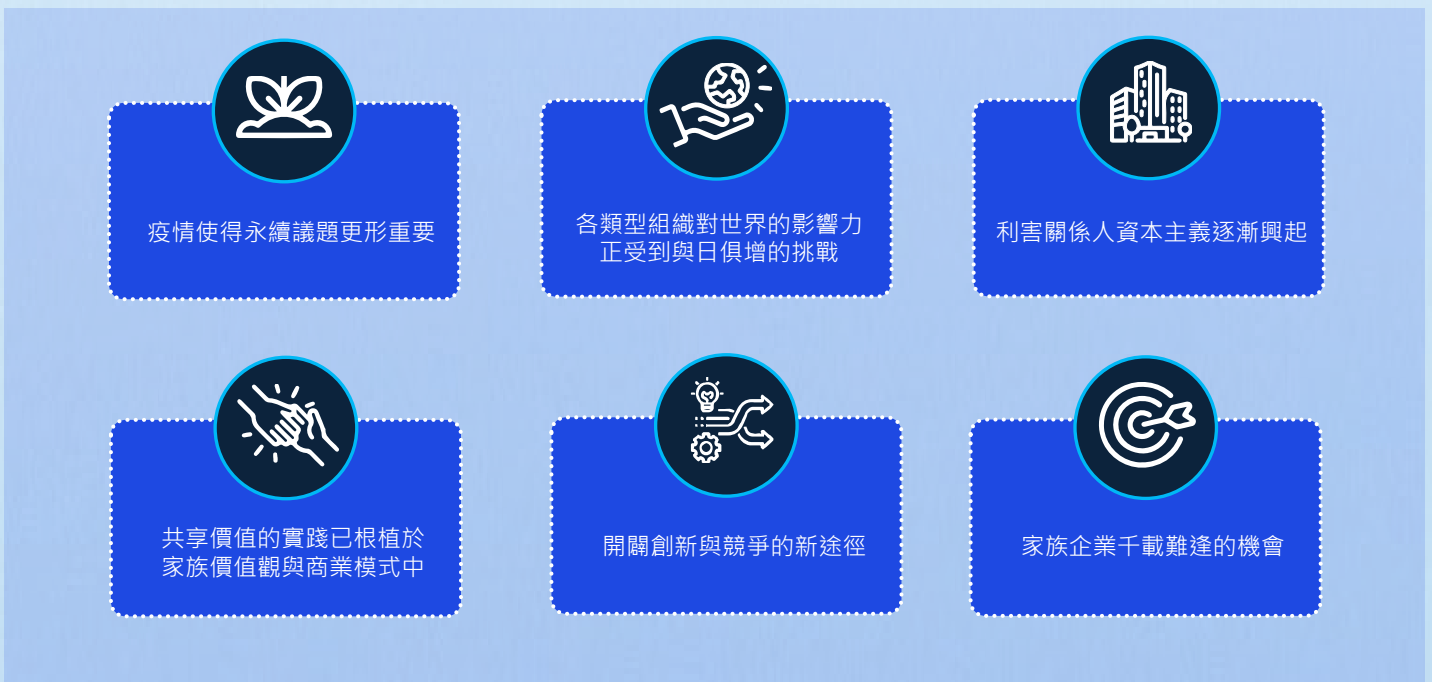 疫情使得永續議題更形重要
各類型組織對世界的影響力
正受到與日俱增的挑戰
利害關係人資本主義逐漸興起
共享價值的實踐已根植於
家族價值觀與商業模式中
開闢創新與競爭的新途徑
家族企業千載難逢的機會